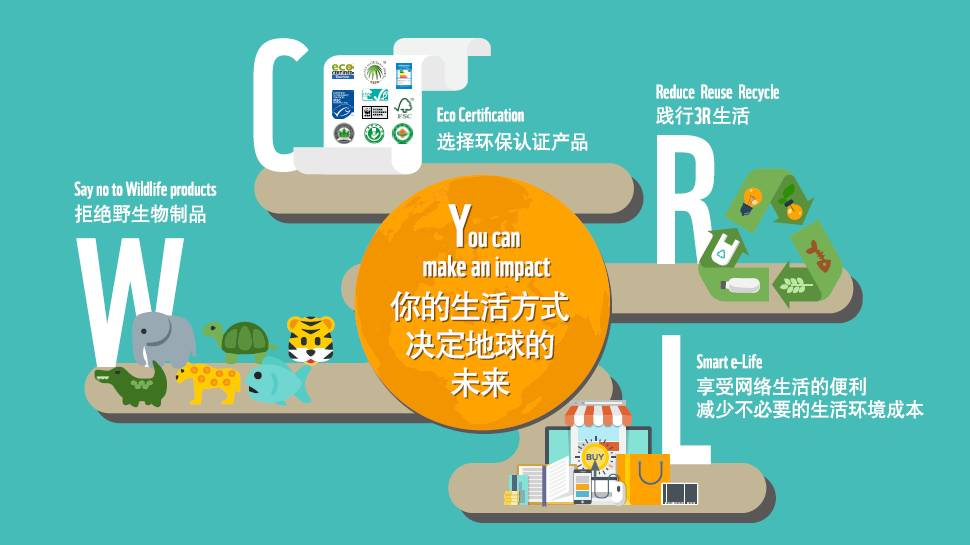 C
eco
CERTIFIED
FSC
Eco Certification
选择环保认证产品
Reduce Reuse Recycle
践行3R生活
R
Say no to Wildlife products
拒绝野生物制品
W
You can
make an impact
你的生活方式
决定地球的
未来
L
Smart e-Life
享受网络生活的便利
减少不必要的生活环境成本
BUY